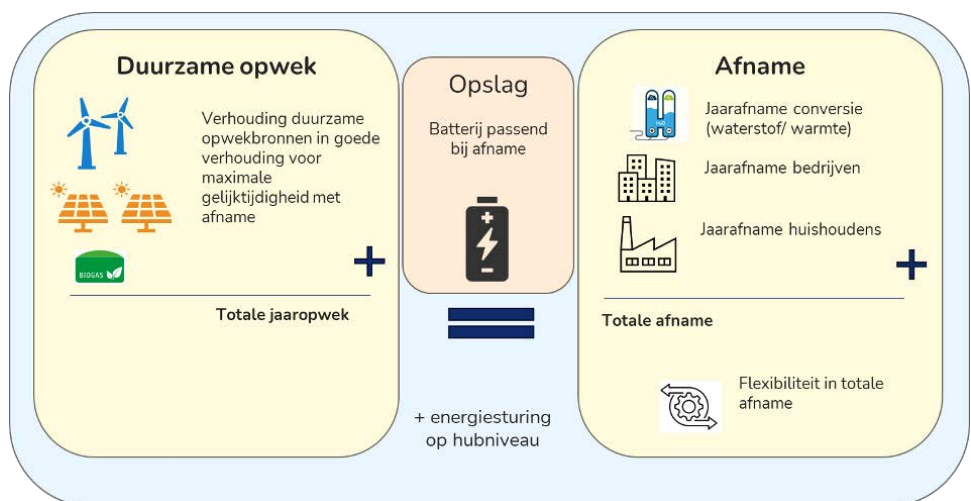 Duurzame opwek
Verhouding duurzame
opwekbronnen in goede
verhouding voor
maximale
gelijktijdigheid met
afname
BIOGAS
+
Totale jaaropwek
Opslag
Batterij passend
bij afname
=
+ energiesturing
op hubniveau
Afname
Jaarafname conversie
(waterstof/ warmte)
Jaarafname bedrijven
Jaarafname huishoudens
+
Totale afname
Flexibiliteit in totale
afname